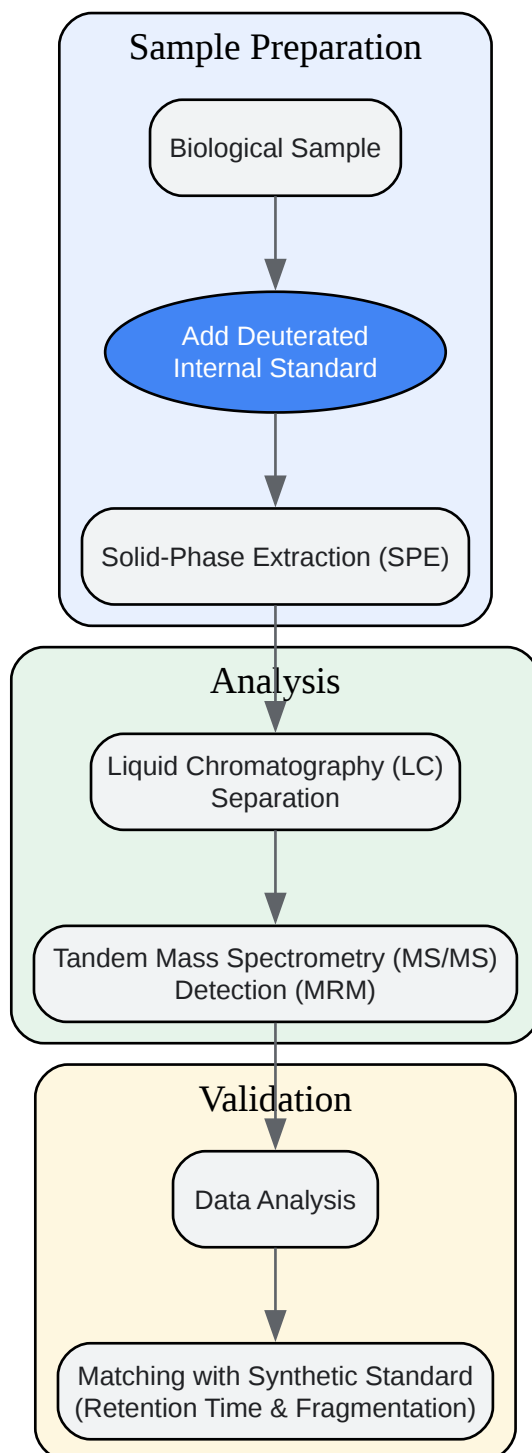 Sample Preparation
Biological Sample
Add Deuterated
Internal Standard
Solid-Phase Extraction (SPE)
Analysis
Liquid Chromatography (LC)
Separation
Tandem Mass Spectrometry (MS/MS)
Detection (MRM)
Validation
Data Analysis
Matching with Synthetic Standard
(Retention Time & Fragmentation)